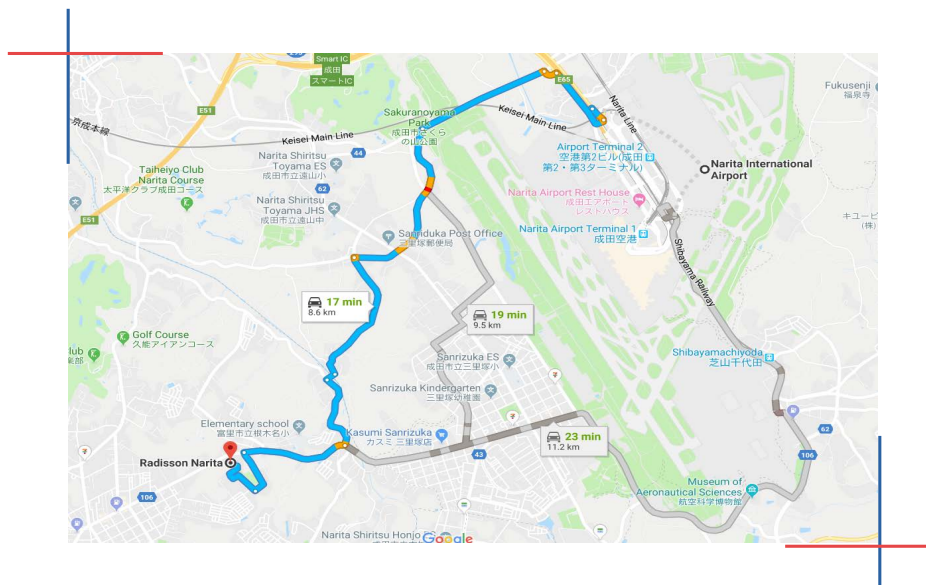 Smart IC
成田
スマートIC
E65
Fukusenji
福泉寺
E51
京成本線
Keisei Main Line
Sakuranoyama
Park
成田市さくら
の山公園
Keisei Main Line
Narita Line
44
Narita Shiritsu
Toyama ES
成田市立遠山小
Airport Terminal 2
空港第2ビル(成田
第2・第3ターミナル)
Narita International
Airport
Taiheiyo Club
Narita Course
太平洋クラブ成田コース
62
Narita Shiritsu
Toyama JHS
成田市立遠山中
Narita Airport Rest House
成田エアポート
レストハウス
E51
Sanriduka Post Office
三里塚郵便局
Narita Airport Terminal 1
成田空港
キユーピー
(株)
Shibayama Railway
17 min
8.6 km
19 min
9.5 km
Golf Course
久能アイアンコース
Sanrizuka ES
成田市立三里塚小
Shibayamachiyoda
芝山千代田
Sanrizuka Kindergarten
三里塚幼稚園
Elementary school
富里市立根木名小
Kasumi Sanrizuka
カスミ 三里塚店
23 min
11.2 km
62
43
106
Radisson Narita
106
Museum of
Aeronautical Sciences
航空科学博物館
Narita Shiritsu Honjo
Google